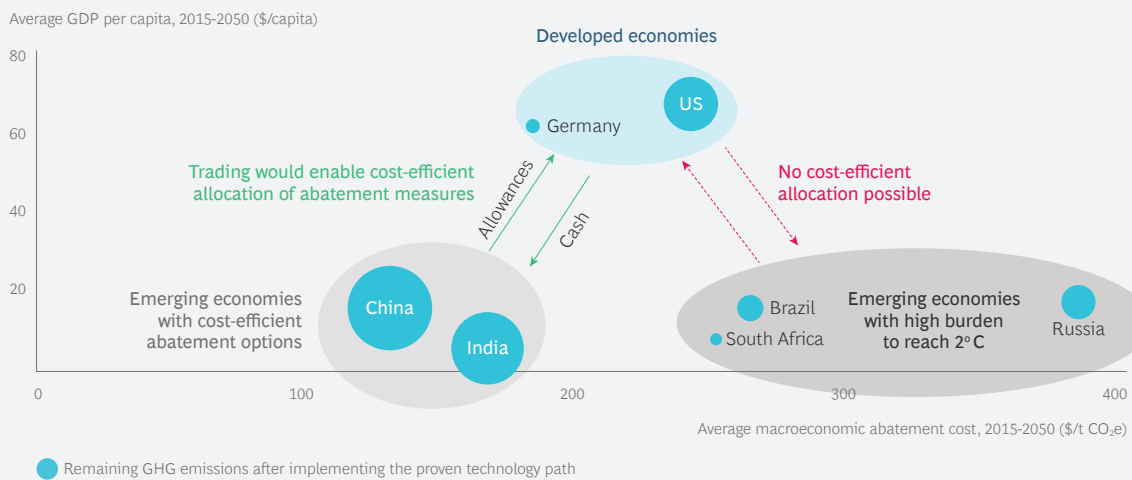 Average GDP per capita, 2015-2050 ($/capita)
Developed economies
80
US
Germany
60
Trading would enable cost-efficient
allocation of abatement measures
Allowances
Cash
No cost-efficient
allocation possible
40
20
Emerging economies
with cost-efficient
abatement options
China
India
Brazil
South Africa
Emerging economies
with high burden
to reach 2° C
Russia
0
100
200
300
400
Average macroeconomic abatement cost, 2015-2050 ($/t CO₂e)
Remaining GHG emissions after implementing the proven technology path